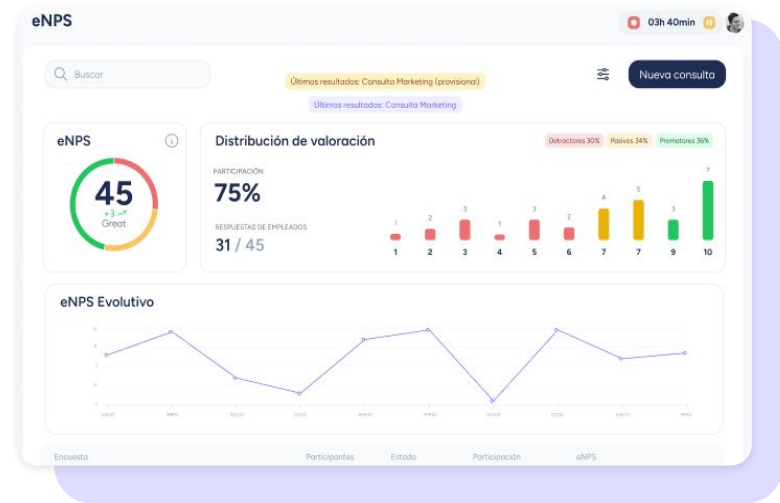 eNPS
03h 40min
Buscar
Nueva consulta
Últimos resultados: Consulta Marketing (provisional)
Últimos resultados: Consulta Marketing
eNPS
45
+3
Great
Distribución de valoración
Detractores 30% Pasivos 34% Promotores 36%
PARTICIPACIÓN
75%
RESPUESTAS DE EMPLEADOS
31 / 45
1 2 3 1 3 2 4 5 3 7
1 2 3 4 5 6 7 7 9 10
eNPS Evolutivo
Encuesta Participantes Estado Participación eNPS